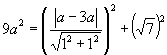 9a² = (|a − 3a| / √(1² + 1²))² + (√7)²